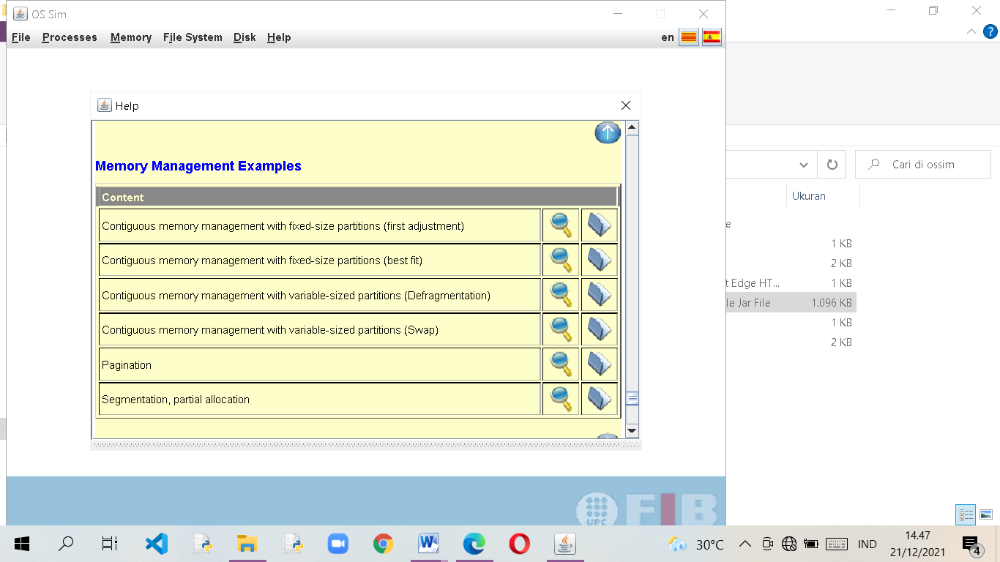 OS Sim
File Processes Memory File System Disk Help en
Help
Memory Management Examples
Content
Contiguous memory management with fixed-size partitions (first adjustment)
Contiguous memory management with fixed-size partitions (best fit)
Contiguous memory management with variable-sized partitions (Defragmentation)
Contiguous memory management with variable-sized partitions (Swap)
Pagination
Segmentation, partial allocation
UPC FIB
?
Cari di ossim
Ukuran
e
1 KB
2 KB
t Edge HT... 1 KB
le Jar File 1.096 KB
1 KB
2 KB
30°C IND 14.47
21/12/2021
4